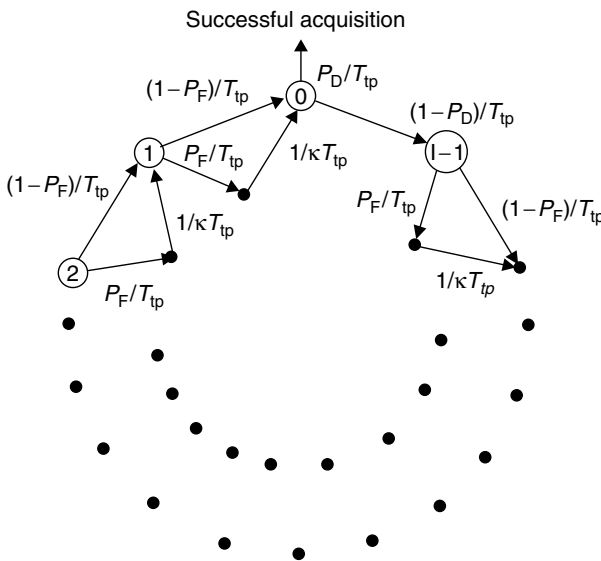 Successful acquisition
P_D/T_tp
0
(1−P_F)/T_tp
(1−P_D)/T_tp
1
P_F/T_tp
1/κT_tp
I−1
(1−P_F)/T_tp
1/κT_tp
P_F/T_tp
(1−P_F)/T_tp
2
P_F/T_tp
1/κT_tp